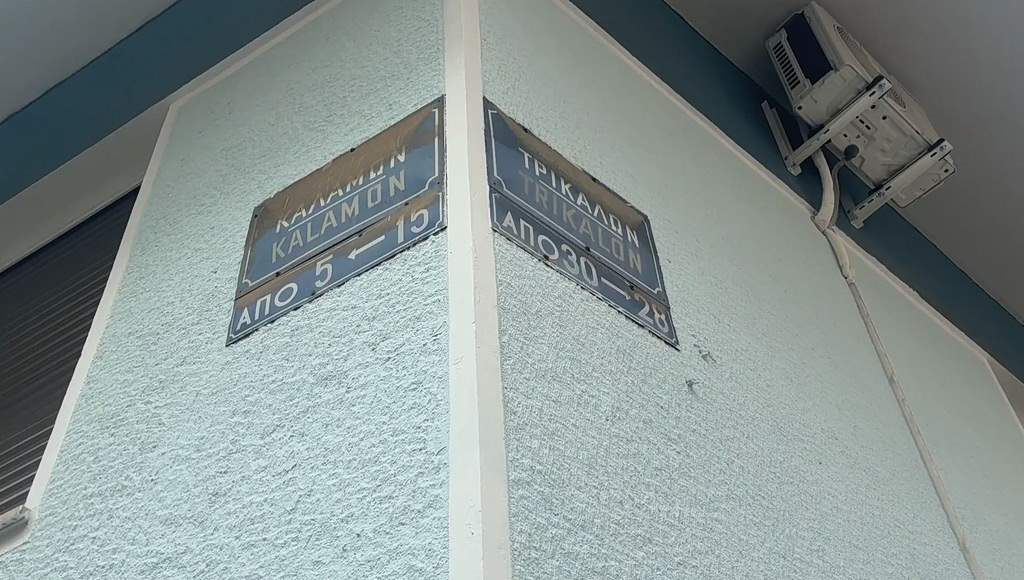 ΚΑΛΑΜΩΝ
KALAMON
ΑΠΟ 5 ← 15
ΤΡΙΚΑΛΩΝ
TRIKALON
ΑΠΟ 30 → 28